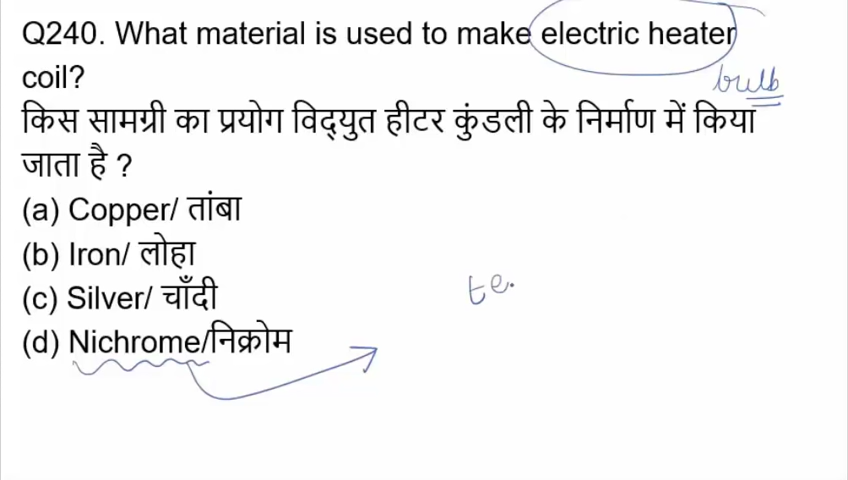 Q240. What material is used to make electric heater
bulb
coil?
किस सामग्री का प्रयोग विद्युत हीटर कुंडली के निर्माण में किया
जाता है ?
(a) Copper/ तांबा
(b) Iron/ लोहा
(c) Silver/ चाँदी
te.
(d) Nichrome/निक्रोम